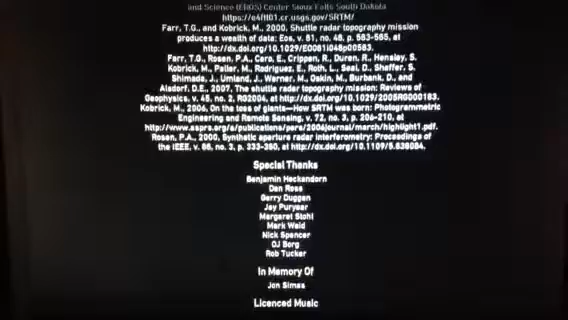 and Science (EROS) Center Sioux Falls South Dakota
https://e4ftl01.cr.usgs.gov/SRTM/
Farr, T.G., and Kobrick, M., 2000, Shuttle radar topography mission
produces a wealth of data: Eos, v. 81, no. 48, p. 583-585, at
http://dx.doi.org/10.1029/EO081i048p00583.
Farr, T.G., Rosen, P.A., Caro, E., Crippen, R., Duren, R., Hensley, S.
Kobrick, M., Paller, M., Rodriguez, E., Roth, L., Seal, D., Shaffer, S.
Shimada, J., Umland, J., Werner, M., Oskin, M., Burbank, D., and
Alsdorf, D.E., 2007, The shuttle radar topography mission: Reviews of
Geophysics, v. 45, no. 2, RG2004, at http://dx.doi.org/10.1029/2005RG000183.
Kobrick, M., 2006, On the toes of giants—How SRTM was born: Photogrammetric
Engineering and Remote Sensing, v. 72, no. 3, p. 206-210, at
http://www.asprs.org/a/publications/pers/2006journal/march/highlight1.pdf.
Rosen, P.A., 2000, Synthetic aperture radar interferometry: Proceedings of
the IEEE, v. 88, no. 3, p. 333-380, at http://dx.doi.org/10.1109/5.838084.
Special Thanks
Benjamin Heckendorn
Dan Rose
Gerry Duggan
Jay Puryear
Margaret Stohl
Mark Waid
Nick Spencer
OJ Borg
Rob Tucker
In Memory Of
Jon Simas
Licenced Music